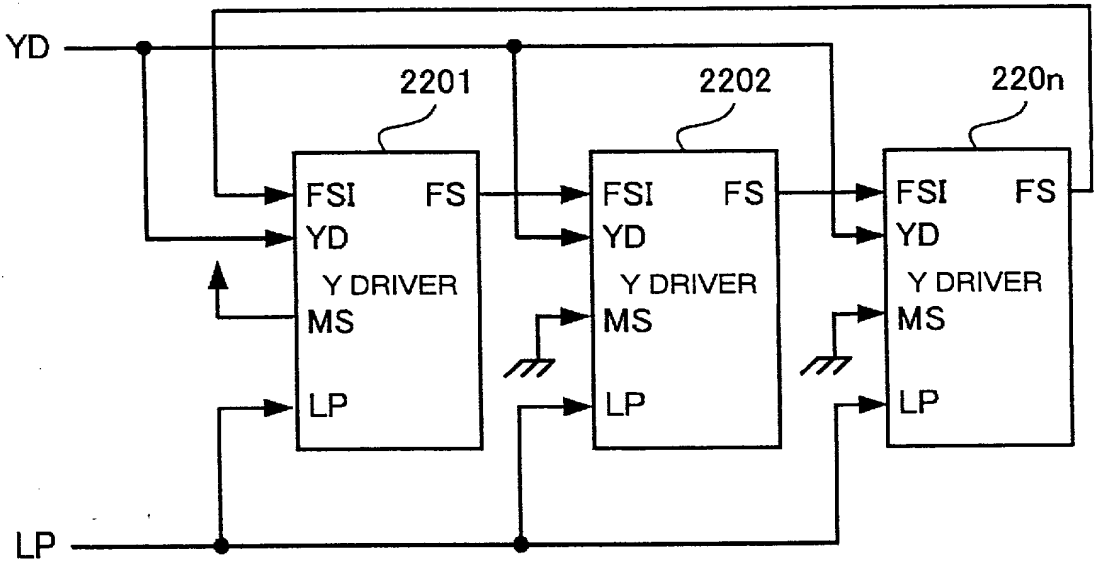 YD
2201
2202
220n
FSI FS
YD
Y DRIVER
MS
LP
FSI FS
YD
Y DRIVER
MS
LP
FSI FS
YD
Y DRIVER
MS
LP
LP